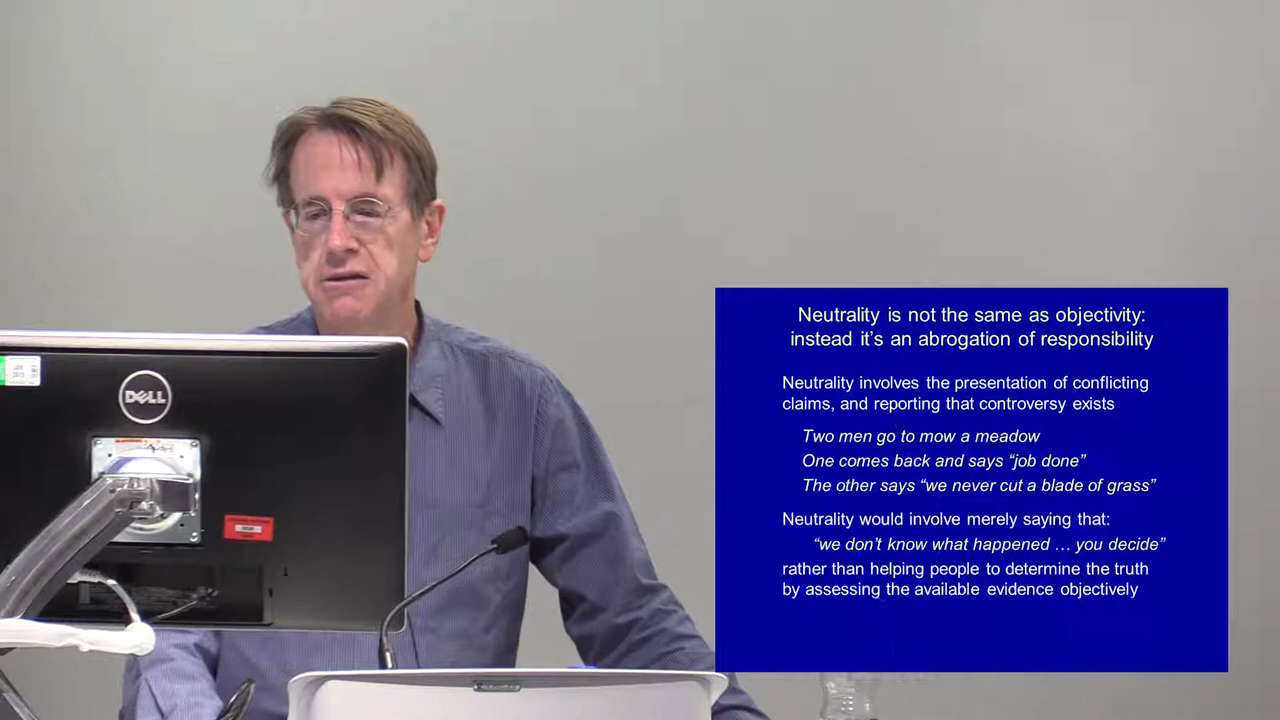 DELL
Neutrality is not the same as objectivity:
instead it's an abrogation of responsibility
Neutrality involves the presentation of conflicting
claims, and reporting that controversy exists
Two men go to mow a meadow
One comes back and says “job done”
The other says “we never cut a blade of grass”
Neutrality would involve merely saying that:
“we don't know what happened … you decide”
rather than helping people to determine the truth
by assessing the available evidence objectively